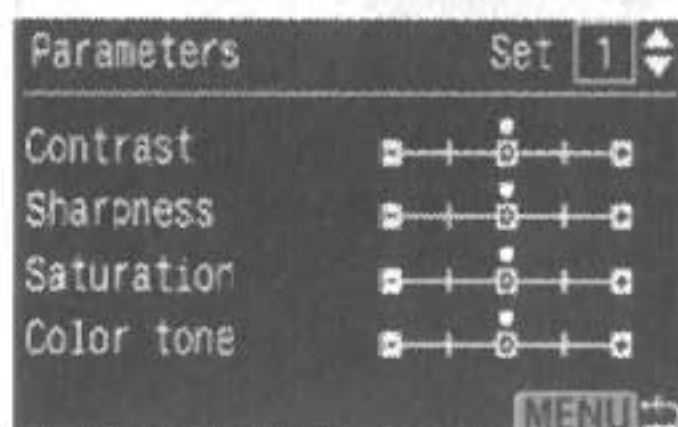 Parameters Set 1
Contrast
Sharpness
Saturation
Color tone
MENU